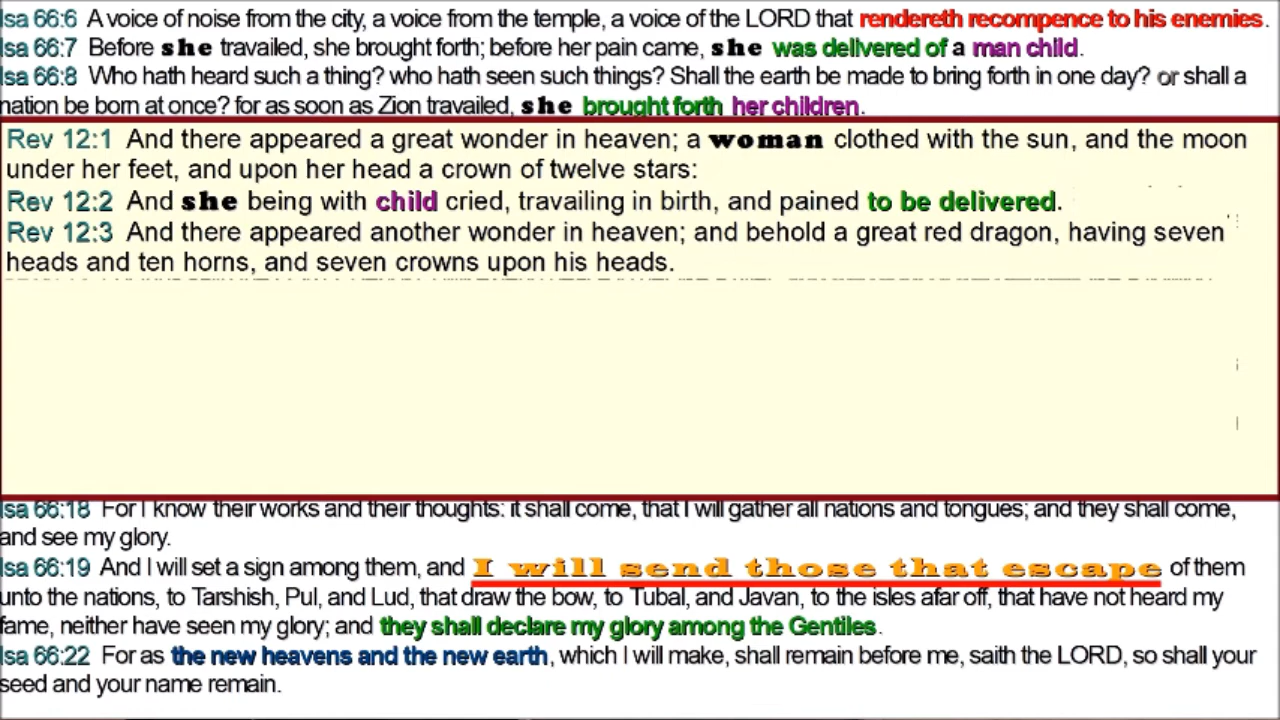 Isa 66:6 A voice of noise from the city, a voice from the temple, a voice of the LORD that rendereth recompence to his enemies.
Isa 66:7 Before she travailed, she brought forth; before her pain came, she was delivered of a man child.
Isa 66:8 Who hath heard such a thing? who hath seen such things? Shall the earth be made to bring forth in one day? or shall a
nation be born at once? for as soon as Zion travailed, she brought forth her children.
Rev 12:1 And there appeared a great wonder in heaven; a woman clothed with the sun, and the moon
under her feet, and upon her head a crown of twelve stars:
Rev 12:2 And she being with child cried, travailing in birth, and pained to be delivered.
Rev 12:3 And there appeared another wonder in heaven; and behold a great red dragon, having seven
heads and ten horns, and seven crowns upon his heads.
Isa 66:18 For I know their works and their thoughts: it shall come, that I will gather all nations and tongues; and they shall come,
and see my glory.
Isa 66:19 And I will set a sign among them, and I will send those that escape of them
unto the nations, to Tarshish, Pul, and Lud, that draw the bow, to Tubal, and Javan, to the isles afar off, that have not heard my
fame, neither have seen my glory; and they shall declare my glory among the Gentiles.
Isa 66:22 For as the new heavens and the new earth, which I will make, shall remain before me, saith the LORD, so shall your
seed and your name remain.